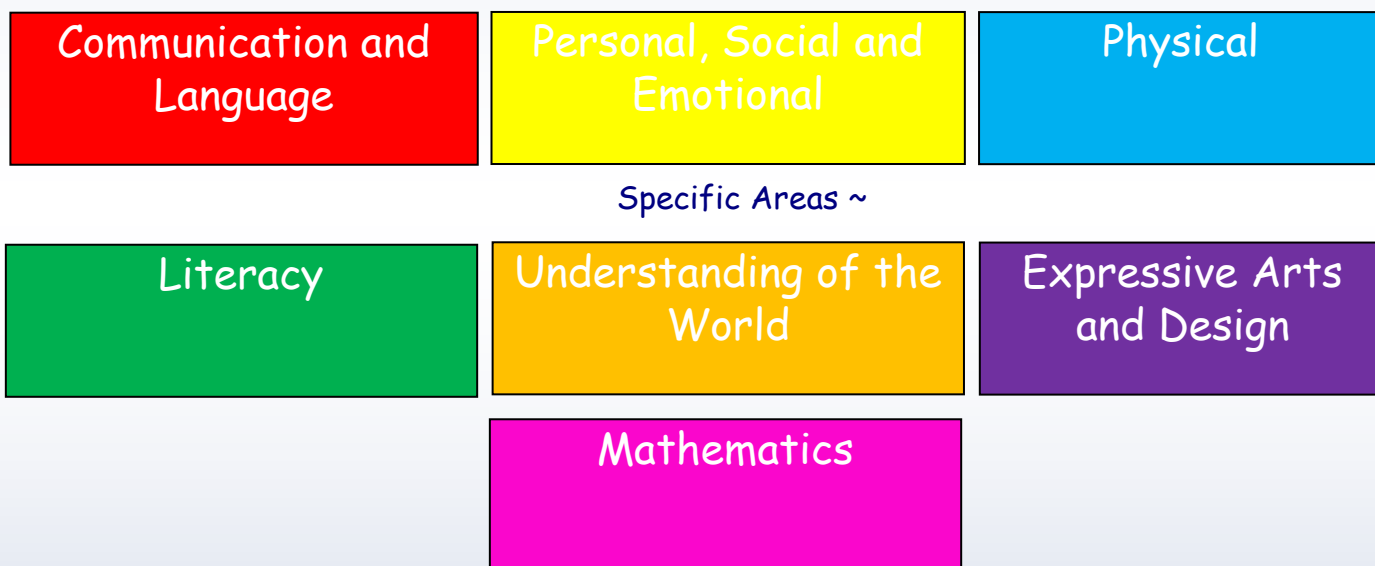 Communication and
Language
Personal, Social and
Emotional
Physical
Specific Areas ~
Literacy
Understanding of the
World
Expressive Arts
and Design
Mathematics